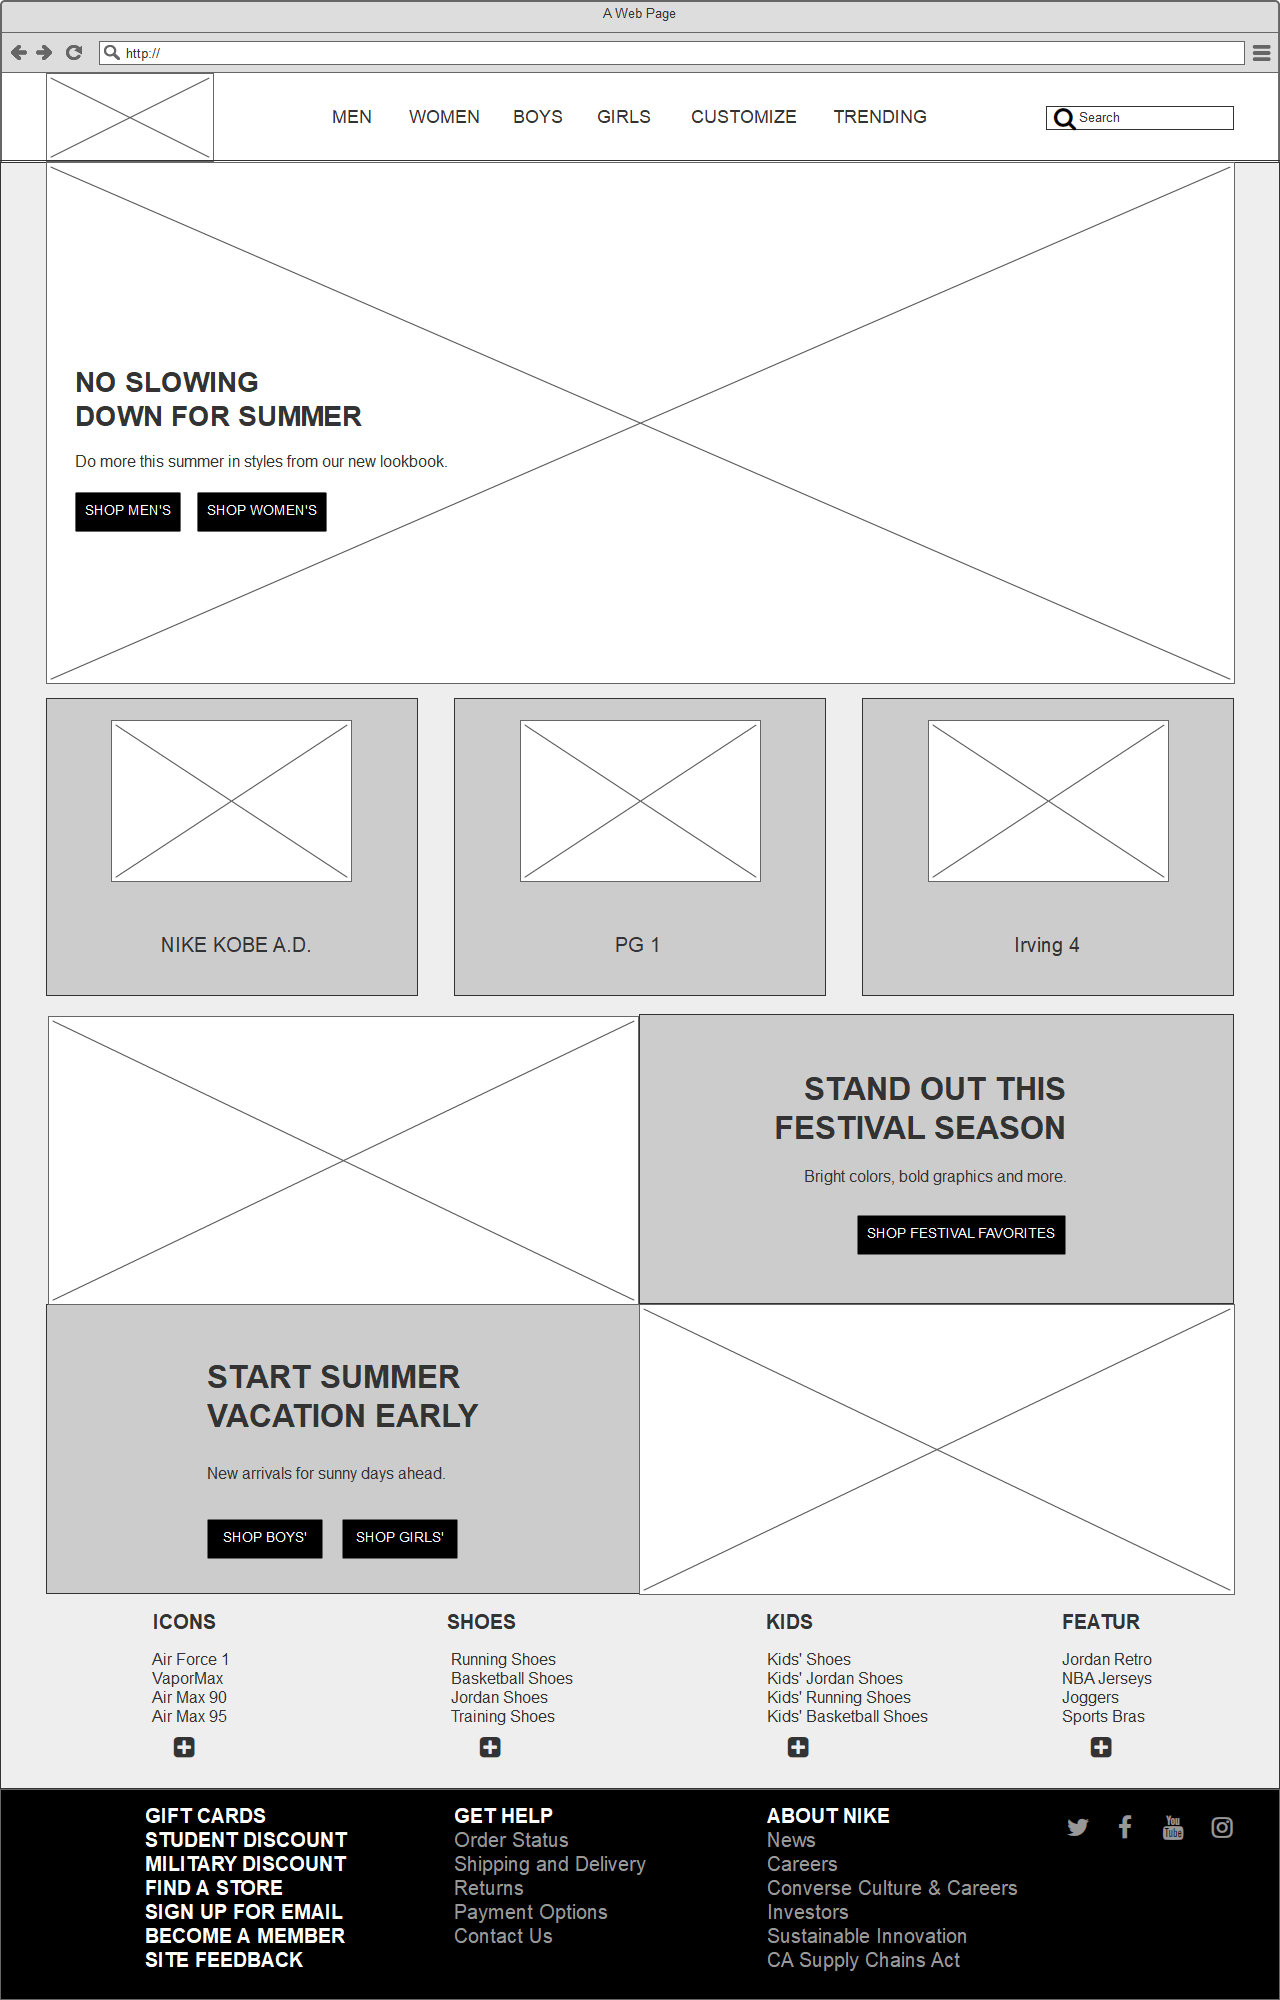 A Web Page
http://
MEN WOMEN BOYS GIRLS CUSTOMIZE TRENDING
Search
NO SLOWING
DOWN FOR SUMMER
Do more this summer in styles from our new lookbook.
SHOP MEN'S SHOP WOMEN'S
NIKE KOBE A.D.
PG 1
Irving 4
STAND OUT THIS
FESTIVAL SEASON
Bright colors, bold graphics and more.
SHOP FESTIVAL FAVORITES
START SUMMER
VACATION EARLY
New arrivals for sunny days ahead.
SHOP BOYS' SHOP GIRLS'
ICONS
Air Force 1
VaporMax
Air Max 90
Air Max 95
SHOES
Running Shoes
Basketball Shoes
Jordan Shoes
Training Shoes
KIDS
Kids' Shoes
Kids' Jordan Shoes
Kids' Running Shoes
Kids' Basketball Shoes
FEATUR
Jordan Retro
NBA Jerseys
Joggers
Sports Bras
GIFT CARDS
STUDENT DISCOUNT
MILITARY DISCOUNT
FIND A STORE
SIGN UP FOR EMAIL
BECOME A MEMBER
SITE FEEDBACK
GET HELP
Order Status
Shipping and Delivery
Returns
Payment Options
Contact Us
ABOUT NIKE
News
Careers
Converse Culture & Careers
Investors
Sustainable Innovation
CA Supply Chains Act
You
Tube